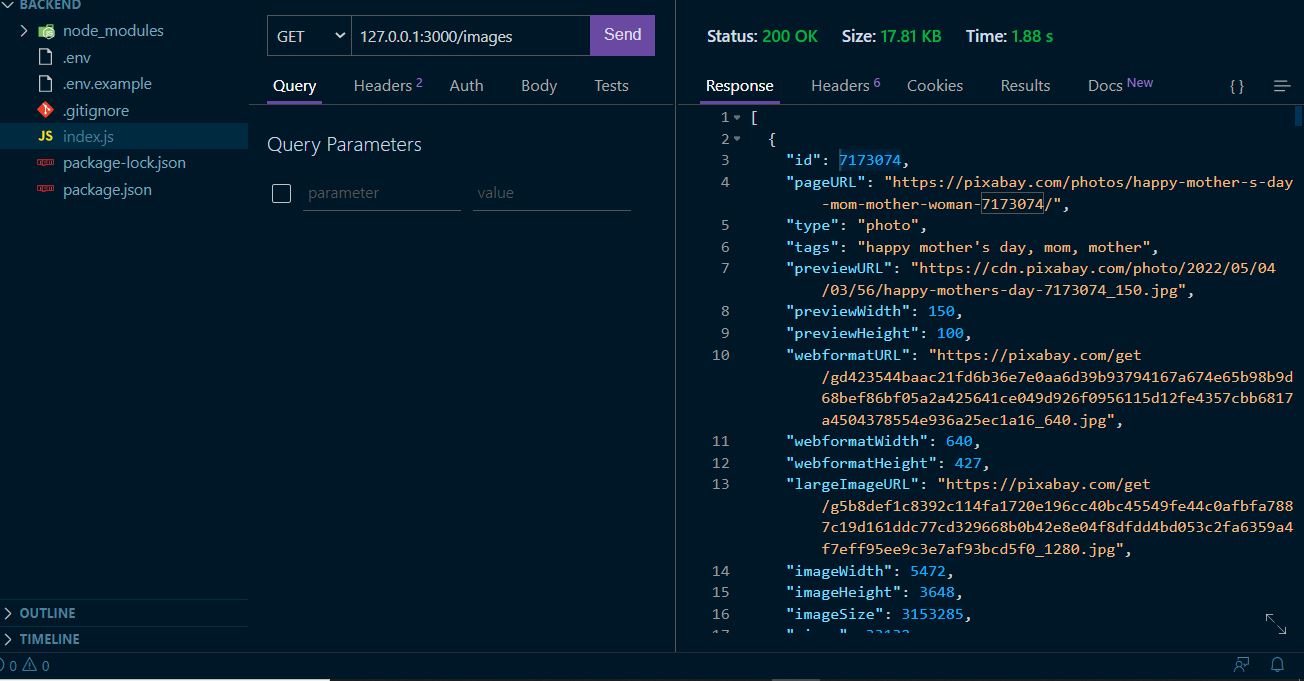 BACKEND
node_modules
.env
.env.example
.gitignore
JS index.js
package-lock.json
package.json
OUTLINE
TIMELINE
0 0
GET 127.0.0.1:3000/images Send
Query Headers 2 Auth Body Tests
Query Parameters
parameter value
Status: 200 OK Size: 17.81 KB Time: 1.88 s
Response Headers 6 Cookies Results Docs New { }
1 [
2 {
3 "id": 7173074,
4 "pageURL": "https://pixabay.com/photos/happy-mother-s-day
-mom-mother-woman-7173074/",
5 "type": "photo",
6 "tags": "happy mother's day, mom, mother",
7 "previewURL": "https://cdn.pixabay.com/photo/2022/05/04
/03/56/happy-mothers-day-7173074_150.jpg",
8 "previewWidth": 150,
9 "previewHeight": 100,
10 "webformatURL": "https://pixabay.com/get
/gd423544baac21fd6b36e7e0aa6d39b93794167a674e65b98b9d
68bef86bf05a2a425641ce049d926f0956115d12fe4357cbb6817
a4504378554e936a25ec1a16_640.jpg",
11 "webformatWidth": 640,
12 "webformatHeight": 427,
13 "largeImageURL": "https://pixabay.com/get
/g5b8def1c8392c114fa1720e196cc40bc45549fe44c0afbfa788
7c19d161ddc77cd329668b0b42e8e04f8dfdd4bd053c2fa6359a4
f7eff95ee9c3e7af93bcd5f0_1280.jpg",
14 "imageWidth": 5472,
15 "imageHeight": 3648,
16 "imageSize": 3153285,
17